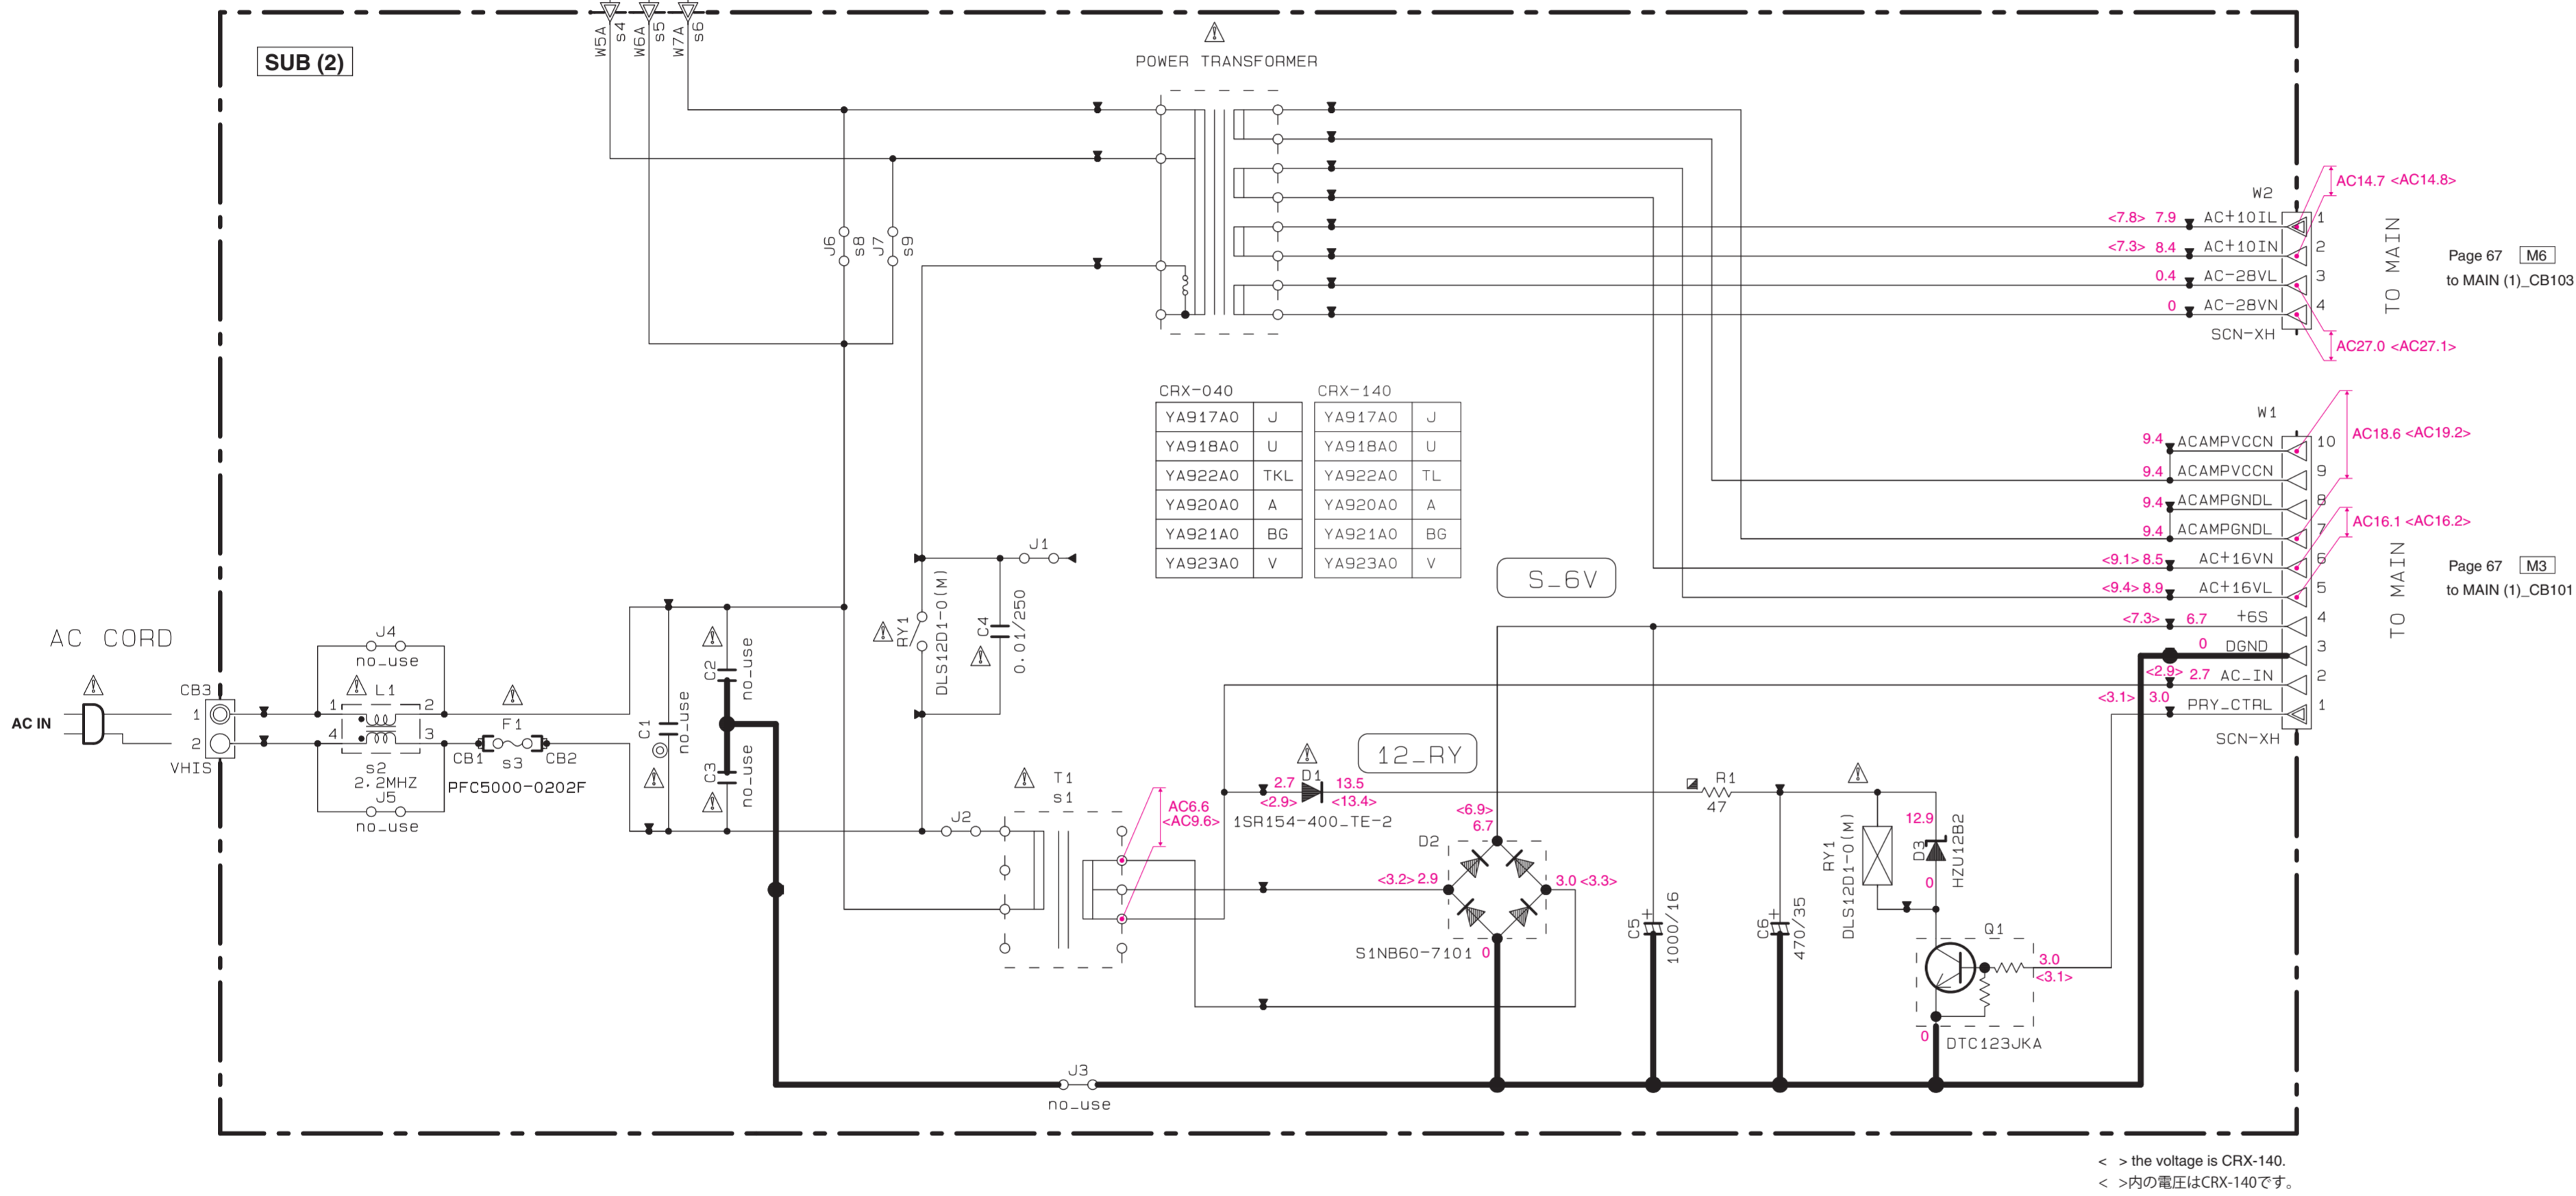 W5A
s4
W6A
s5
W7A
s6
SUB (2)
POWER TRANSFORMER
J6
s8
J7
s9
W2
AC14.7 <AC14.8>
<7.8> 7.9 AC+10IL 1
<7.3> 8.4 AC+10IN 2
0.4 AC-28VL 3
0 AC-28VN 4
SCN-XH
TO MAIN
Page 67 M6
to MAIN (1)_CB103
AC27.0 <AC27.1>
CRX-040
YA917A0 J
YA918A0 U
YA922A0 TKL
YA920A0 A
YA921A0 BG
YA923A0 V
CRX-140
YA917A0 J
YA918A0 U
YA922A0 TL
YA920A0 A
YA921A0 BG
YA923A0 V
W1
AC18.6 <AC19.2>
9.4 ACAMPVCCN 10
9.4 ACAMPVCCN 9
9.4 ACAMPGNDL 8
9.4 ACAMPGNDL 7
AC16.1 <AC16.2>
<9.1> 8.5 AC+16VN 6
<9.4> 8.9 AC+16VL 5
<7.3> 6.7 +6S 4
0 DGND 3
<2.9> 2.7 AC_IN 2
<3.1> 3.0 PRY_CTRL 1
SCN-XH
TO MAIN
Page 67 M3
to MAIN (1)_CB101
J1
RY1
DLS12D1-0(M)
C4
0.01/250
S_6V
AC CORD
AC IN
CB3
1
2
VHIS
J4
no_use
1 L1 2
4 3
s2
2.2MHZ
J5
no_use
F1
CB1 s3 CB2
PFC5000-0202F
C1
no_use
C2
no_use
C3
no_use
J2
T1
s1
AC6.6
<AC9.6>
12_RY
2.7 D1 13.5
<2.9> <13.4>
1SR154-400_TE-2
R1
47
<6.9>
6.7
D2
<3.2> 2.9
3.0 <3.3>
S1NB60-7101 0
C5
1000/16
C6
470/35
RY1
DLS12D1-0(M)
12.9
D3
HZU12B2
0
Q1
3.0
<3.1>
0
DTC123JKA
J3
no_use
< > the voltage is CRX-140.
< >内の電圧はCRX-140です。